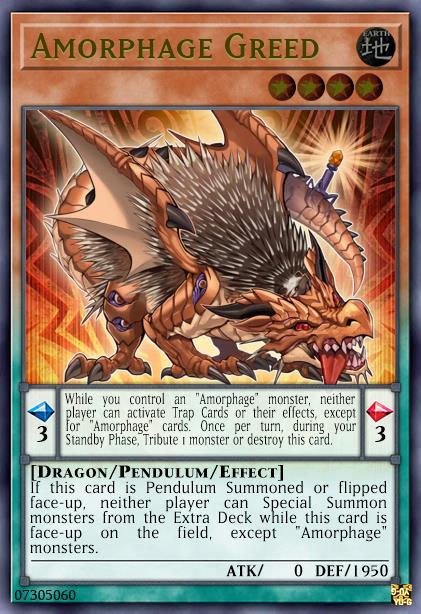 AMORPHAGE GREED
EARTH
地
While you control an "Amorphage" monster, neither
player can activate Trap Cards or their effects, except
for "Amorphage" cards. Once per turn, during your
Standby Phase, Tribute 1 monster or destroy this card.
3
3
[DRAGON/PENDULUM/EFFECT]
If this card is Pendulum Summoned or flipped
face-up, neither player can Special Summon
monsters from the Extra Deck while this card is
face-up on the field, except "Amorphage"
monsters.
ATK/ 0 DEF/1950
07305060